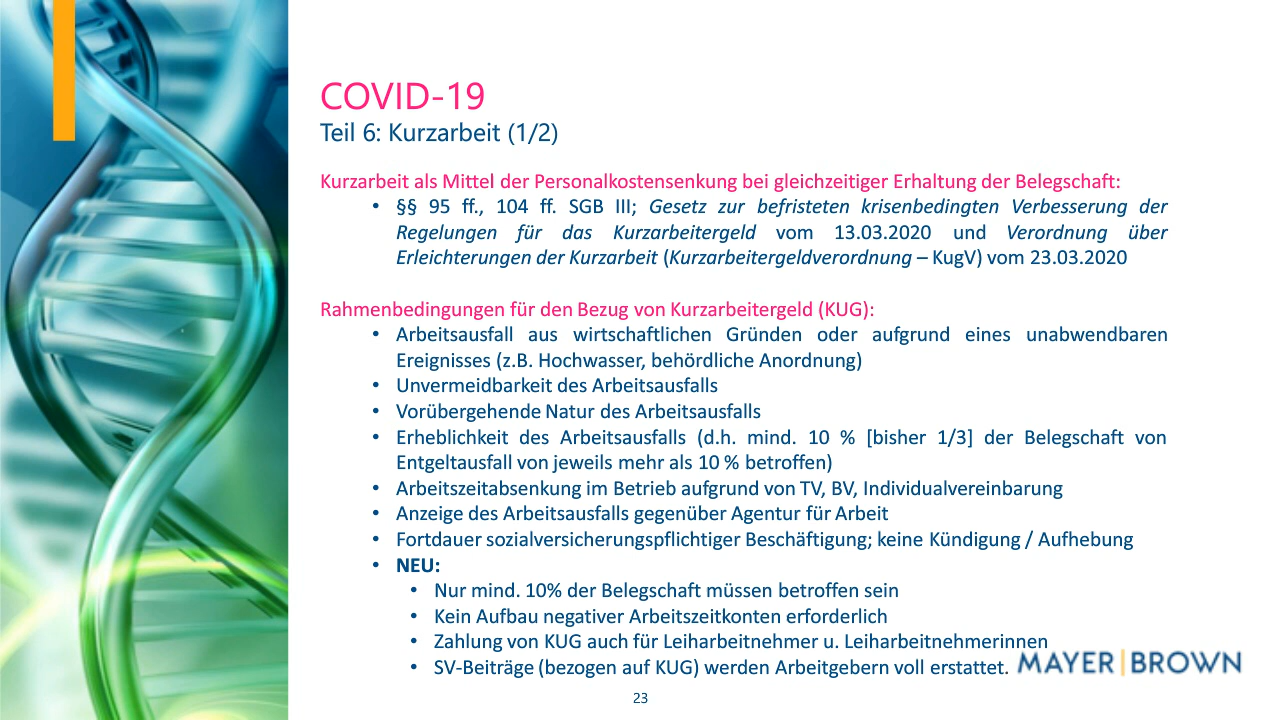 COVID-19
Teil 6: Kurzarbeit (1/2)
Kurzarbeit als Mittel der Personalkostensenkung bei gleichzeitiger Erhaltung der Belegschaft:
• §§ 95 ff., 104 ff. SGB III; Gesetz zur befristeten krisenbedingten Verbesserung der
Regelungen für das Kurzarbeitergeld vom 13.03.2020 und Verordnung über
Erleichterungen der Kurzarbeit (Kurzarbeitergeldverordnung – KugV) vom 23.03.2020
Rahmenbedingungen für den Bezug von Kurzarbeitergeld (KUG):
• Arbeitsausfall aus wirtschaftlichen Gründen oder aufgrund eines unabwendbaren
Ereignisses (z.B. Hochwasser, behördliche Anordnung)
• Unvermeidbarkeit des Arbeitsausfalls
• Vorübergehende Natur des Arbeitsausfalls
• Erheblichkeit des Arbeitsausfalls (d.h. mind. 10 % [bisher 1/3] der Belegschaft von
Entgeltausfall von jeweils mehr als 10 % betroffen)
• Arbeitszeitabsenkung im Betrieb aufgrund von TV, BV, Individualvereinbarung
• Anzeige des Arbeitsausfalls gegenüber Agentur für Arbeit
• Fortdauer sozialversicherungspflichtiger Beschäftigung; keine Kündigung / Aufhebung
• NEU:
• Nur mind. 10% der Belegschaft müssen betroffen sein
• Kein Aufbau negativer Arbeitszeitkonten erforderlich
• Zahlung von KUG auch für Leiharbeitnehmer u. Leiharbeitnehmerinnen
• SV-Beiträge (bezogen auf KUG) werden Arbeitgebern voll erstattet.
MAYER|BROWN
23